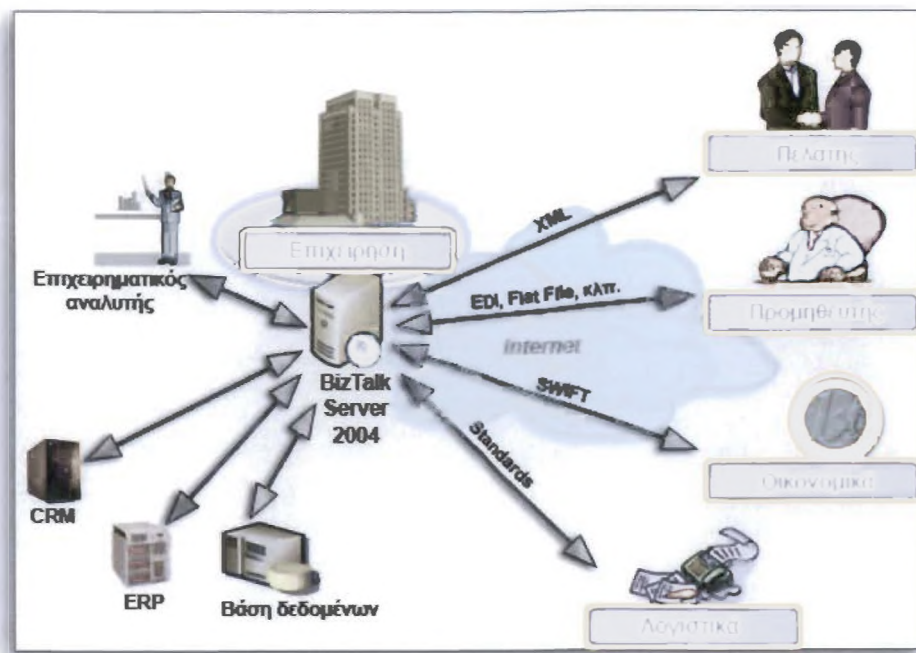 Πελάτης
Επιχείρηση
XML
Επιχειρηματικός
αναλυτής
EDI, Flat File, κλπ.
Προμηθευτής
Internet
BizTalk
Server
2004
SWIFT
Standards
Οικονομικά
CRM
ERP
Βάση δεδομένων
Λογιστικά